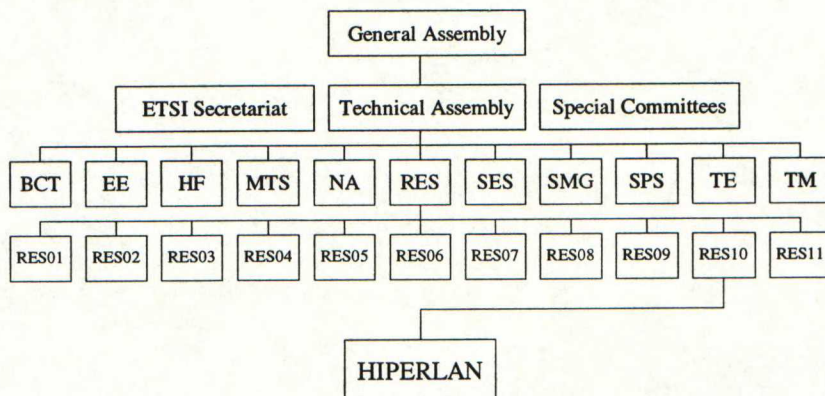 General Assembly
ETSI Secretariat Technical Assembly Special Committees
BCT EE HF MTS NA RES SES SMG SPS TE TM
RES01 RES02 RES03 RES04 RES05 RES06 RES07 RES08 RES09 RES10 RES11
HIPERLAN